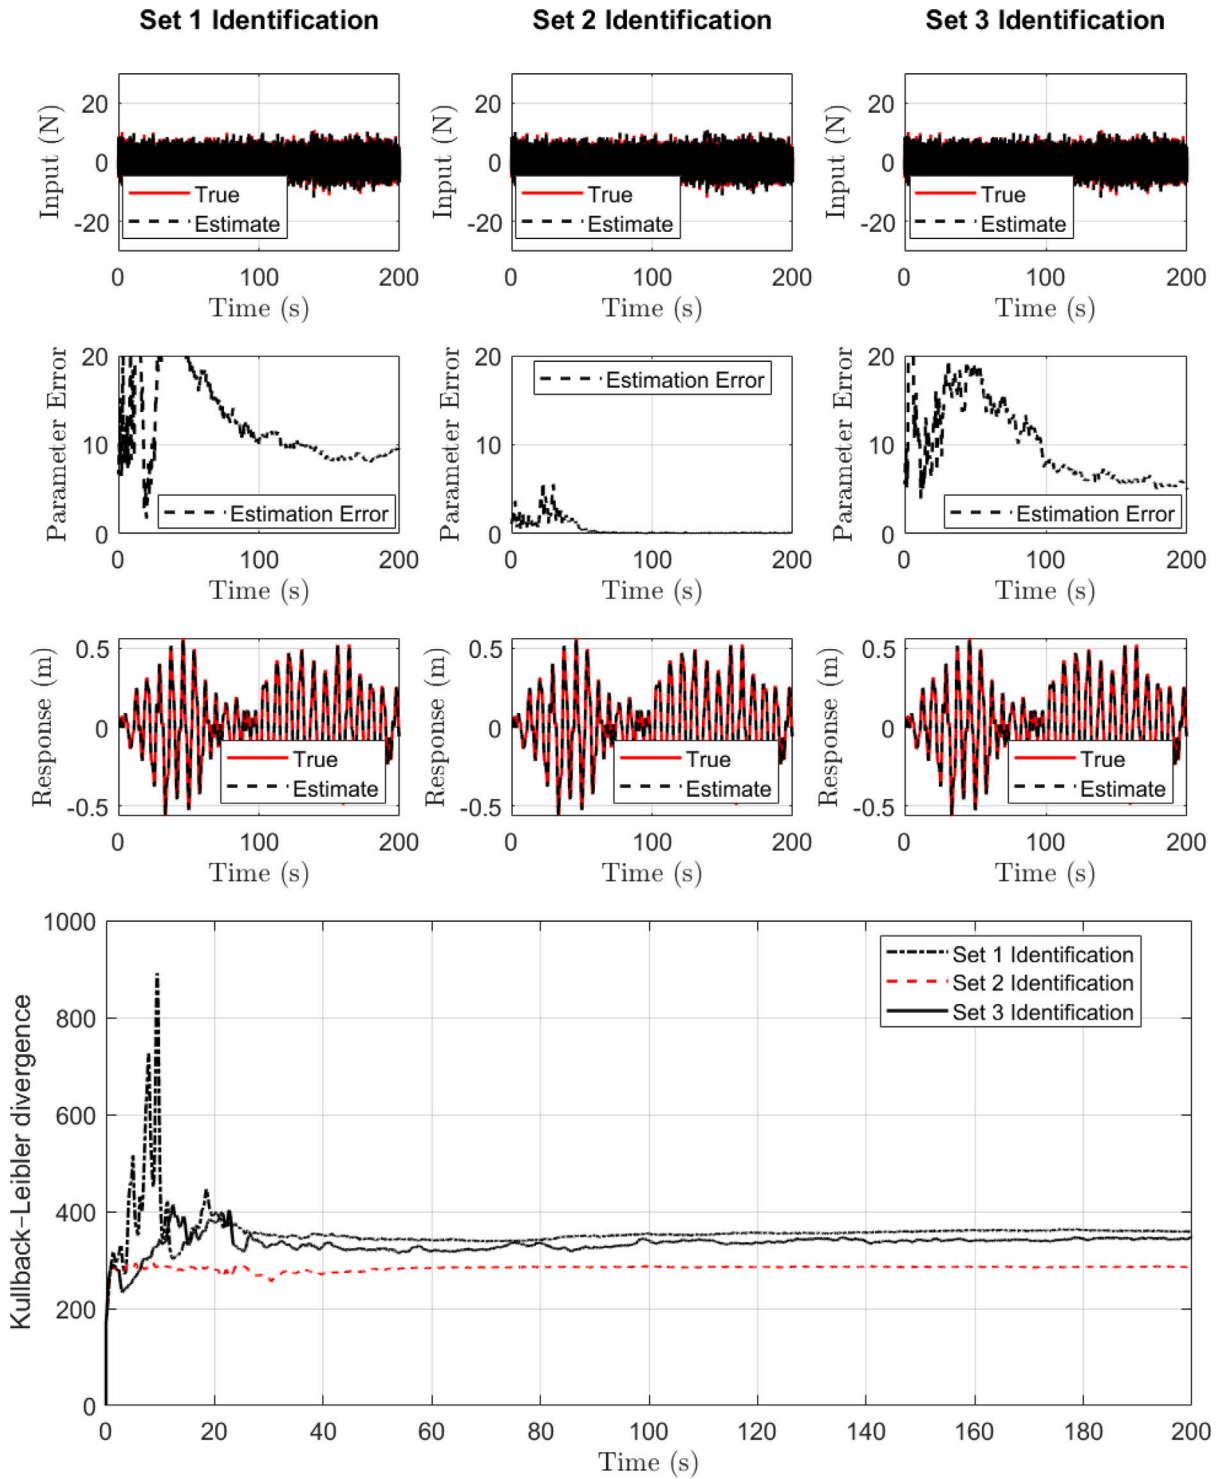 Set 1 Identification
Set 2 Identification
Set 3 Identification
Input (N)
20
0
-20
True
Estimate
0
100
200
Time (s)
Input (N)
20
0
-20
True
Estimate
0
100
200
Time (s)
Input (N)
20
0
-20
True
Estimate
0
100
200
Time (s)
Parameter Error
20
10
0
Estimation Error
0
100
200
Time (s)
Parameter Error
20
10
0
Estimation Error
0
100
200
Time (s)
Parameter Error
20
10
0
Estimation Error
0
100
200
Time (s)
Response (m)
0.5
0
-0.5
True
Estimate
0
100
200
Time (s)
Response (m)
0.5
0
-0.5
True
Estimate
0
100
200
Time (s)
Response (m)
0.5
0
-0.5
True
Estimate
0
100
200
Time (s)
Kullback-Leibler divergence
1000
800
600
400
200
0
Set 1 Identification
Set 2 Identification
Set 3 Identification
0
20
40
60
80
100
120
140
160
180
200
Time (s)